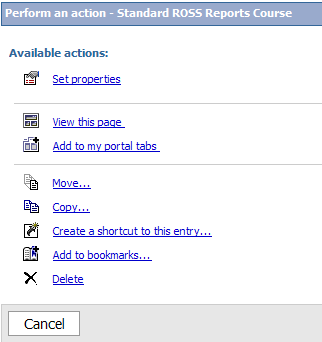 Perform an action - Standard ROSS Reports Course
Available actions:
Set properties
View this page
Add to my portal tabs
Move...
Copy...
Create a shortcut to this entry...
Add to bookmarks...
Delete
Cancel